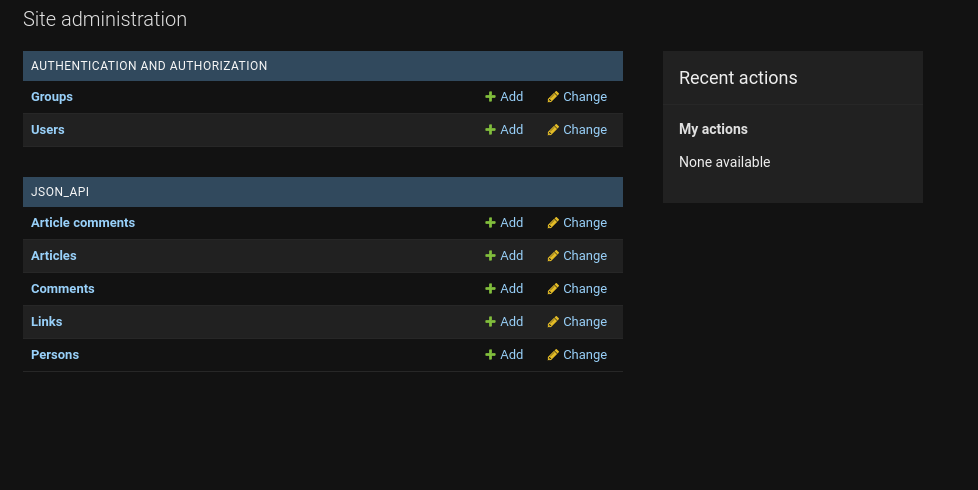 Site administration
AUTHENTICATION AND AUTHORIZATION
Groups Add Change
Users Add Change
JSON_API
Article comments Add Change
Articles Add Change
Comments Add Change
Links Add Change
Persons Add Change
Recent actions
My actions
None available